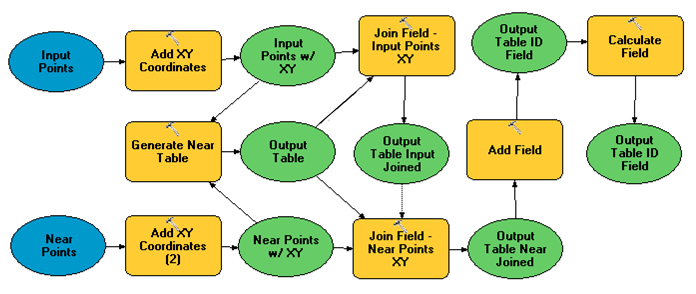 Input
Points
Add XY
Coordinates
Input
Points w/
XY
Join Field -
Input Points
XY
Output
Table ID
Field
Calculate
Field
Generate Near
Table
Output
Table
Output
Table Input
Joined
Add Field
Output
Table ID
Field
Near
Points
Add XY
Coordinates
(2)
Near Points
w/ XY
Join Field -
Near Points
XY
Output
Table Near
Joined